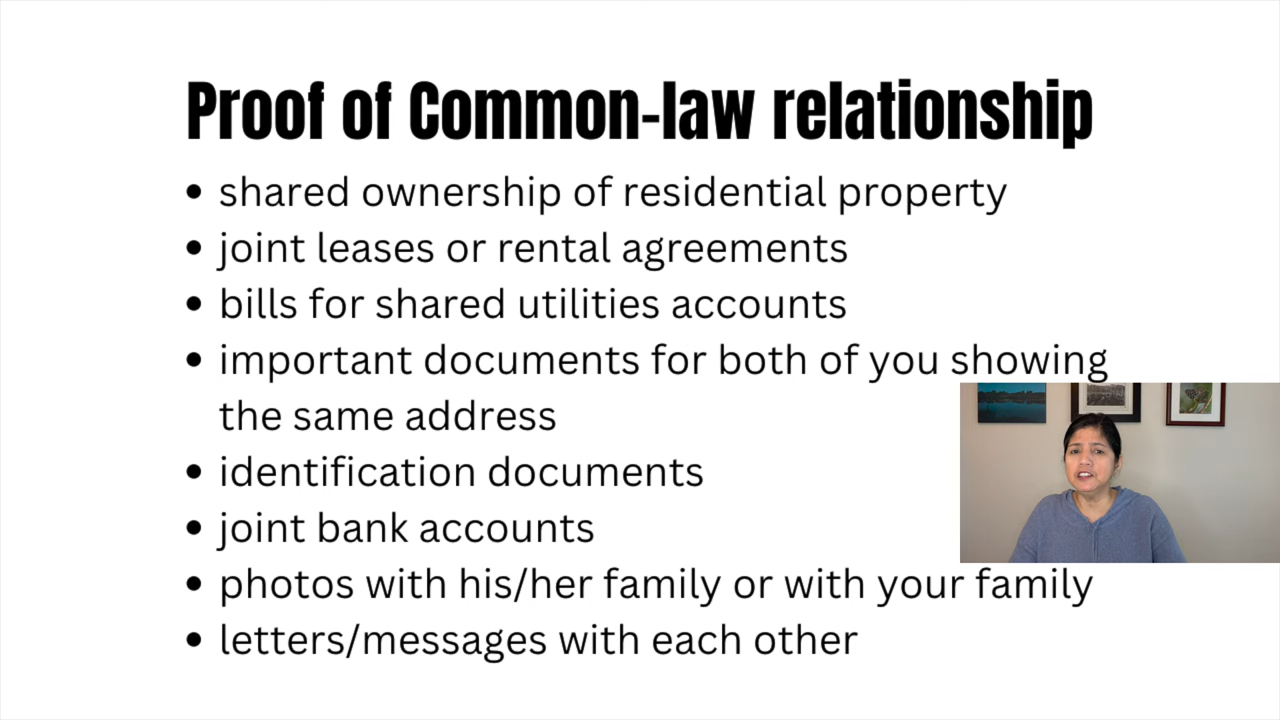 Proof of Common-law relationship
• shared ownership of residential property
• joint leases or rental agreements
• bills for shared utilities accounts
• important documents for both of you showing
the same address
• identification documents
• joint bank accounts
• photos with his/her family or with your family
• letters/messages with each other